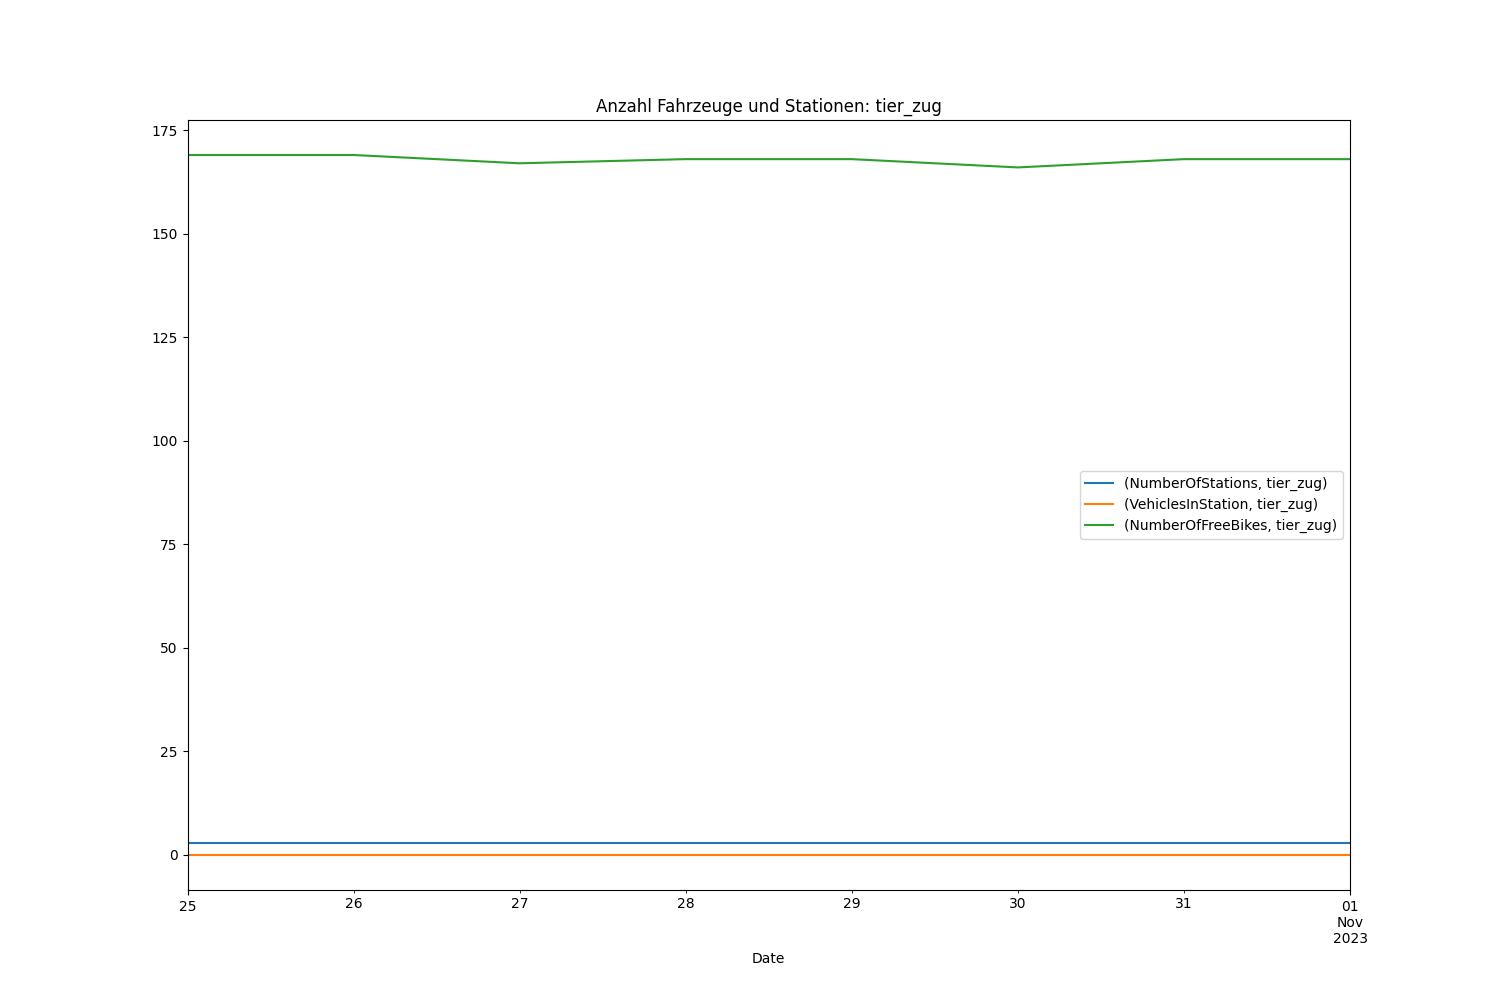 Anzahl Fahrzeuge und Stationen: tier_zug
175
150
125
100
75
50
25
0
(NumberOfStations, tier_zug)
(VehiclesInStation, tier_zug)
(NumberOfFreeBikes, tier_zug)
25 26 27 28 29 30 31 01
Nov
2023
Date